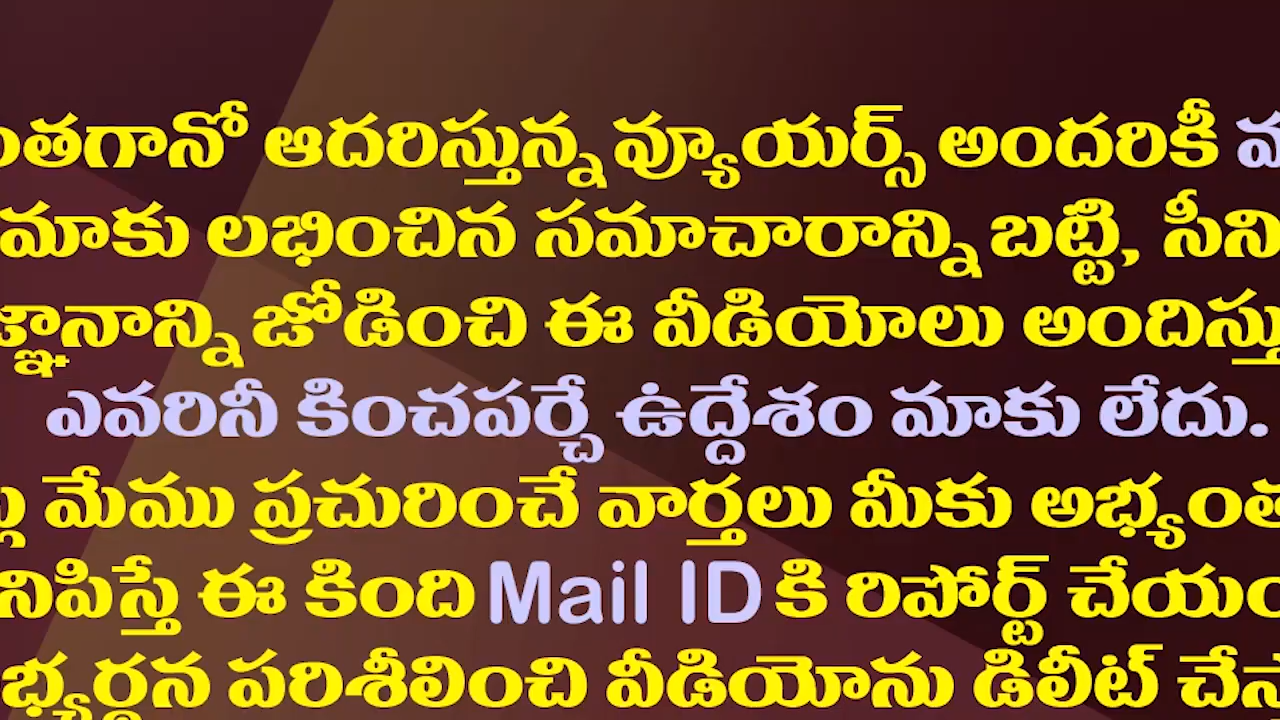 ంతగానో ఆదరిస్తున్న వ్యూయర్స్ అందరికీ
మాకు లభించిన సమాచారాన్ని బట్టి, సీని
జ్ఞానాన్ని జోడించి ఈ వీడియోలు అందిస్తు
ఎవరినీ కించపర్చే ఉద్దేశం మాకు లేదు.
మేము ప్రచురించే వార్తలు మీకు అభ్యంత
నిపిస్తే ఈ కింది Mail ID కి రిపోర్ట్ చేయం
భ్యర్థన పరిశీలించి వీడియోను డిలీట్ చేస